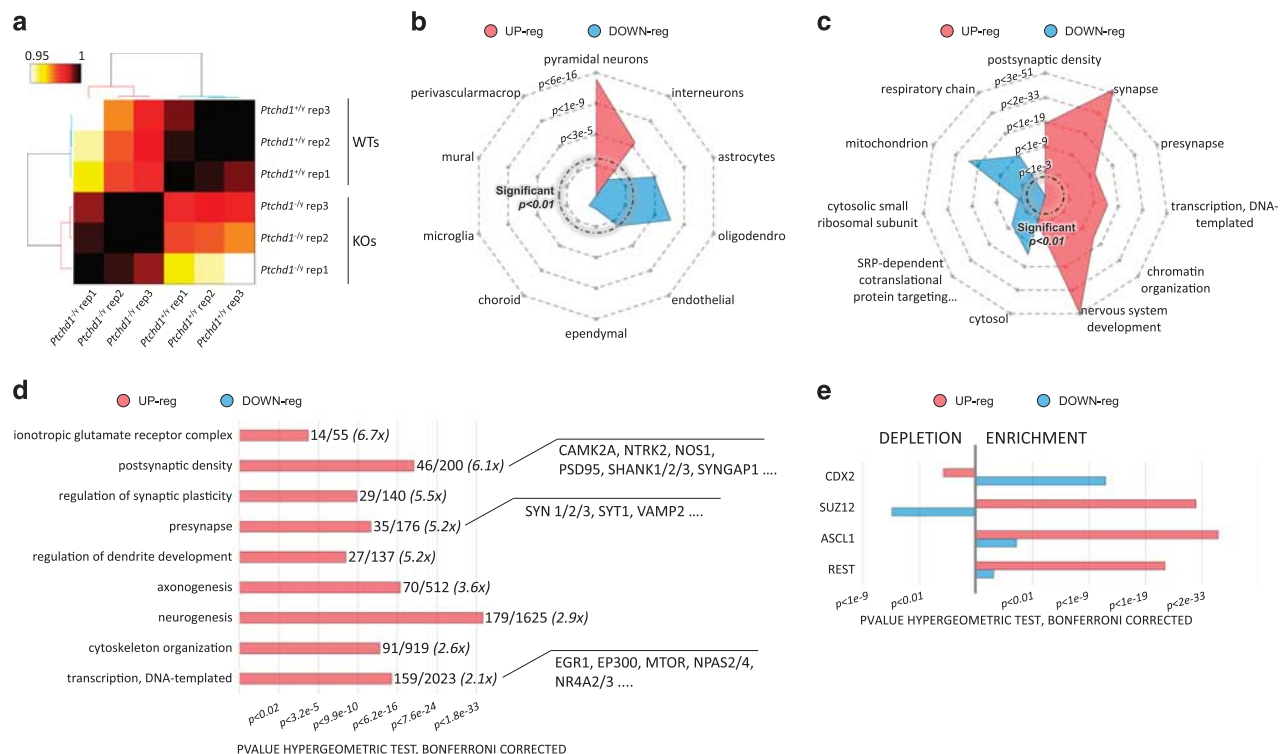 a
0.95 1
Ptchd1+/y rep3
Ptchd1+/y rep2
Ptchd1+/y rep1
Ptchd1-/y rep3
Ptchd1-/y rep2
Ptchd1-/y rep1
WTs
KOs
Ptchd1-/y rep1
Ptchd1-/y rep2
Ptchd1-/y rep3
Ptchd1+/y rep1
Ptchd1+/y rep2
Ptchd1+/y rep3
b
UP-reg DOWN-reg
pyramidal neurons
interneurons
astrocytes
oligodendro
endothelial
ependymal
choroid
microglia
mural
perivascularmacrop
p<6e-16
p<1e-9
p<3e-5
Significant
p<0.01
c
UP-reg DOWN-reg
postsynaptic density
synapse
presynapse
transcription, DNA-
templated
chromatin
organization
nervous system
development
cytosol
SRP-dependent
cotranslational
protein targeting...
cytosolic small
ribosomal subunit
mitochondrion
respiratory chain
p<3e-51
p<2e-33
p<1e-19
p<1e-9
p<1e-3
Significant
p<0.01
d
UP-reg DOWN-reg
ionotropic glutamate receptor complex 14/55 (6.7x)
postsynaptic density 46/200 (6.1x)
regulation of synaptic plasticity 29/140 (5.5x)
presynapse 35/176 (5.2x)
regulation of dendrite development 27/137 (5.2x)
axonogenesis 70/512 (3.6x)
neurogenesis 179/1625 (2.9x)
cytoskeleton organization 91/919 (2.6x)
transcription, DNA-templated 159/2023 (2.1x)
CAMK2A, NTRK2, NOS1,
PSD95, SHANK1/2/3, SYNGAP1 ....
SYN 1/2/3, SYT1, VAMP2 ....
EGR1, EP300, MTOR, NPAS2/4,
NR4A2/3 ....
p<0.02 p<3.2e-5 p<9.9e-10 p<6.2e-16 p<7.6e-24 p<1.8e-33
PVALUE HYPERGEOMETRIC TEST, BONFERRONI CORRECTED
e
UP-reg DOWN-reg
DEPLETION ENRICHMENT
CDX2
SUZ12
ASCL1
REST
p<1e-9 p<0.01 p<0.01 p<1e-9 p<1e-19 p<2e-33
PVALUE HYPERGEOMETRIC TEST, BONFERRONI CORRECTED